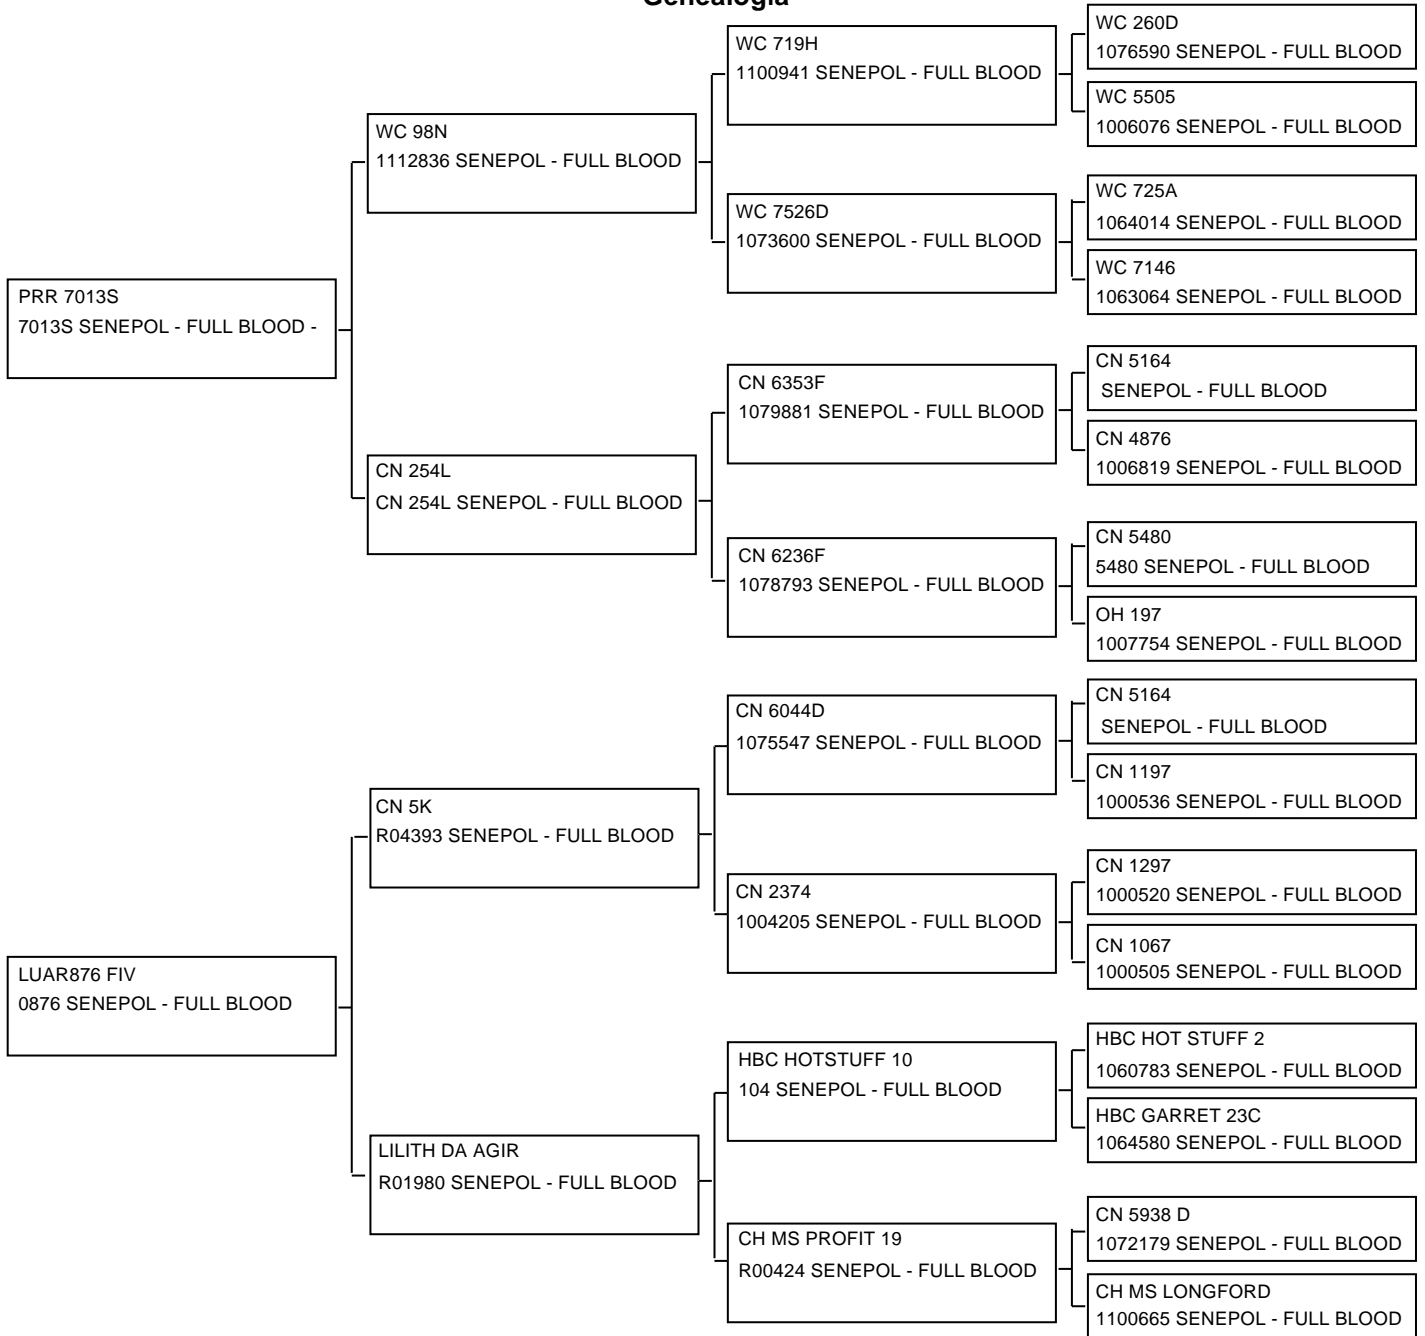 Genealogia
WC 260D
1076590 SENEPOL - FULL BLOOD
WC 719H
1100941 SENEPOL - FULL BLOOD
WC 5505
1006076 SENEPOL - FULL BLOOD
WC 98N
1112836 SENEPOL - FULL BLOOD
WC 725A
1064014 SENEPOL - FULL BLOOD
WC 7526D
1073600 SENEPOL - FULL BLOOD
WC 7146
1063064 SENEPOL - FULL BLOOD
PRR 7013S
7013S SENEPOL - FULL BLOOD -
CN 5164
SENEPOL - FULL BLOOD
CN 6353F
1079881 SENEPOL - FULL BLOOD
CN 4876
1006819 SENEPOL - FULL BLOOD
CN 254L
CN 254L SENEPOL - FULL BLOOD
CN 5480
5480 SENEPOL - FULL BLOOD
CN 6236F
1078793 SENEPOL - FULL BLOOD
OH 197
1007754 SENEPOL - FULL BLOOD
CN 5164
SENEPOL - FULL BLOOD
CN 6044D
1075547 SENEPOL - FULL BLOOD
CN 1197
1000536 SENEPOL - FULL BLOOD
CN 5K
R04393 SENEPOL - FULL BLOOD
CN 1297
1000520 SENEPOL - FULL BLOOD
CN 2374
1004205 SENEPOL - FULL BLOOD
CN 1067
1000505 SENEPOL - FULL BLOOD
LUAR876 FIV
0876 SENEPOL - FULL BLOOD
HBC HOT STUFF 2
1060783 SENEPOL - FULL BLOOD
HBC HOTSTUFF 10
104 SENEPOL - FULL BLOOD
HBC GARRET 23C
1064580 SENEPOL - FULL BLOOD
LILITH DA AGIR
R01980 SENEPOL - FULL BLOOD
CN 5938 D
1072179 SENEPOL - FULL BLOOD
CH MS PROFIT 19
R00424 SENEPOL - FULL BLOOD
CH MS LONGFORD
1100665 SENEPOL - FULL BLOOD